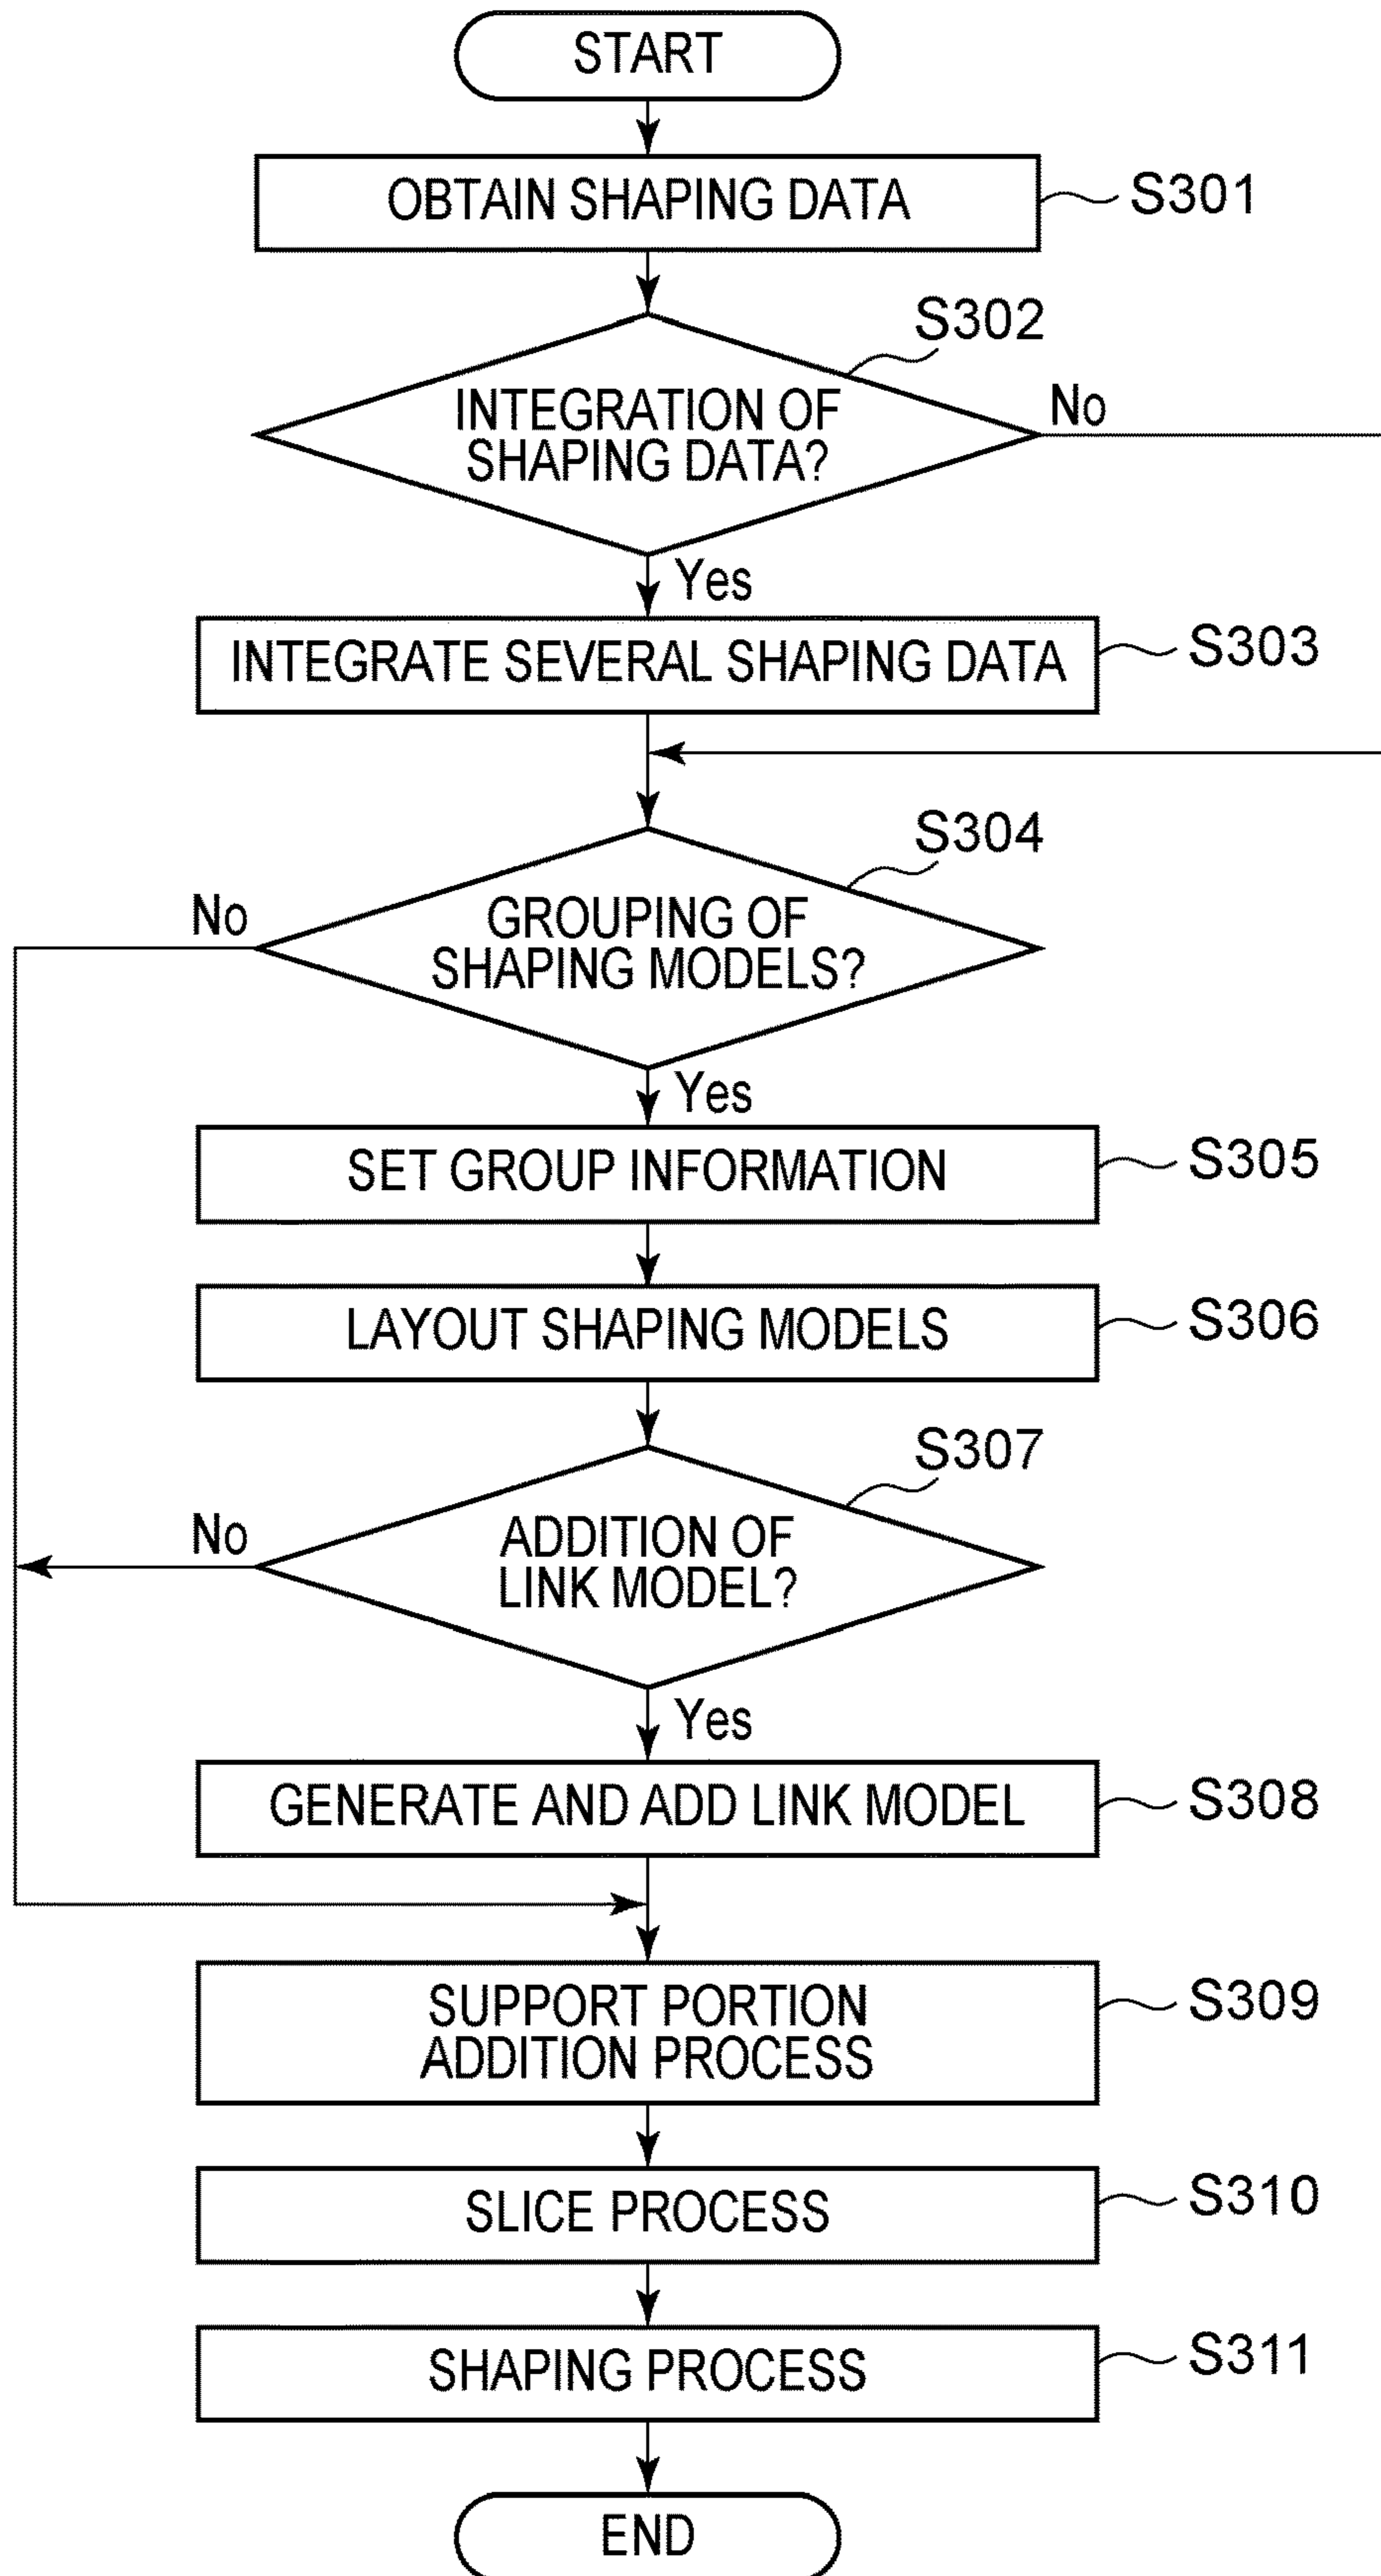 START
OBTAIN SHAPING DATA
S301
S302
INTEGRATION OF
SHAPING DATA?
No
Yes
INTEGRATE SEVERAL SHAPING DATA
S303
S304
GROUPING OF
SHAPING MODELS?
No
Yes
SET GROUP INFORMATION
S305
LAYOUT SHAPING MODELS
S306
S307
ADDITION OF
LINK MODEL?
No
Yes
GENERATE AND ADD LINK MODEL
S308
SUPPORT PORTION
ADDITION PROCESS
S309
SLICE PROCESS
S310
SHAPING PROCESS
S311
END